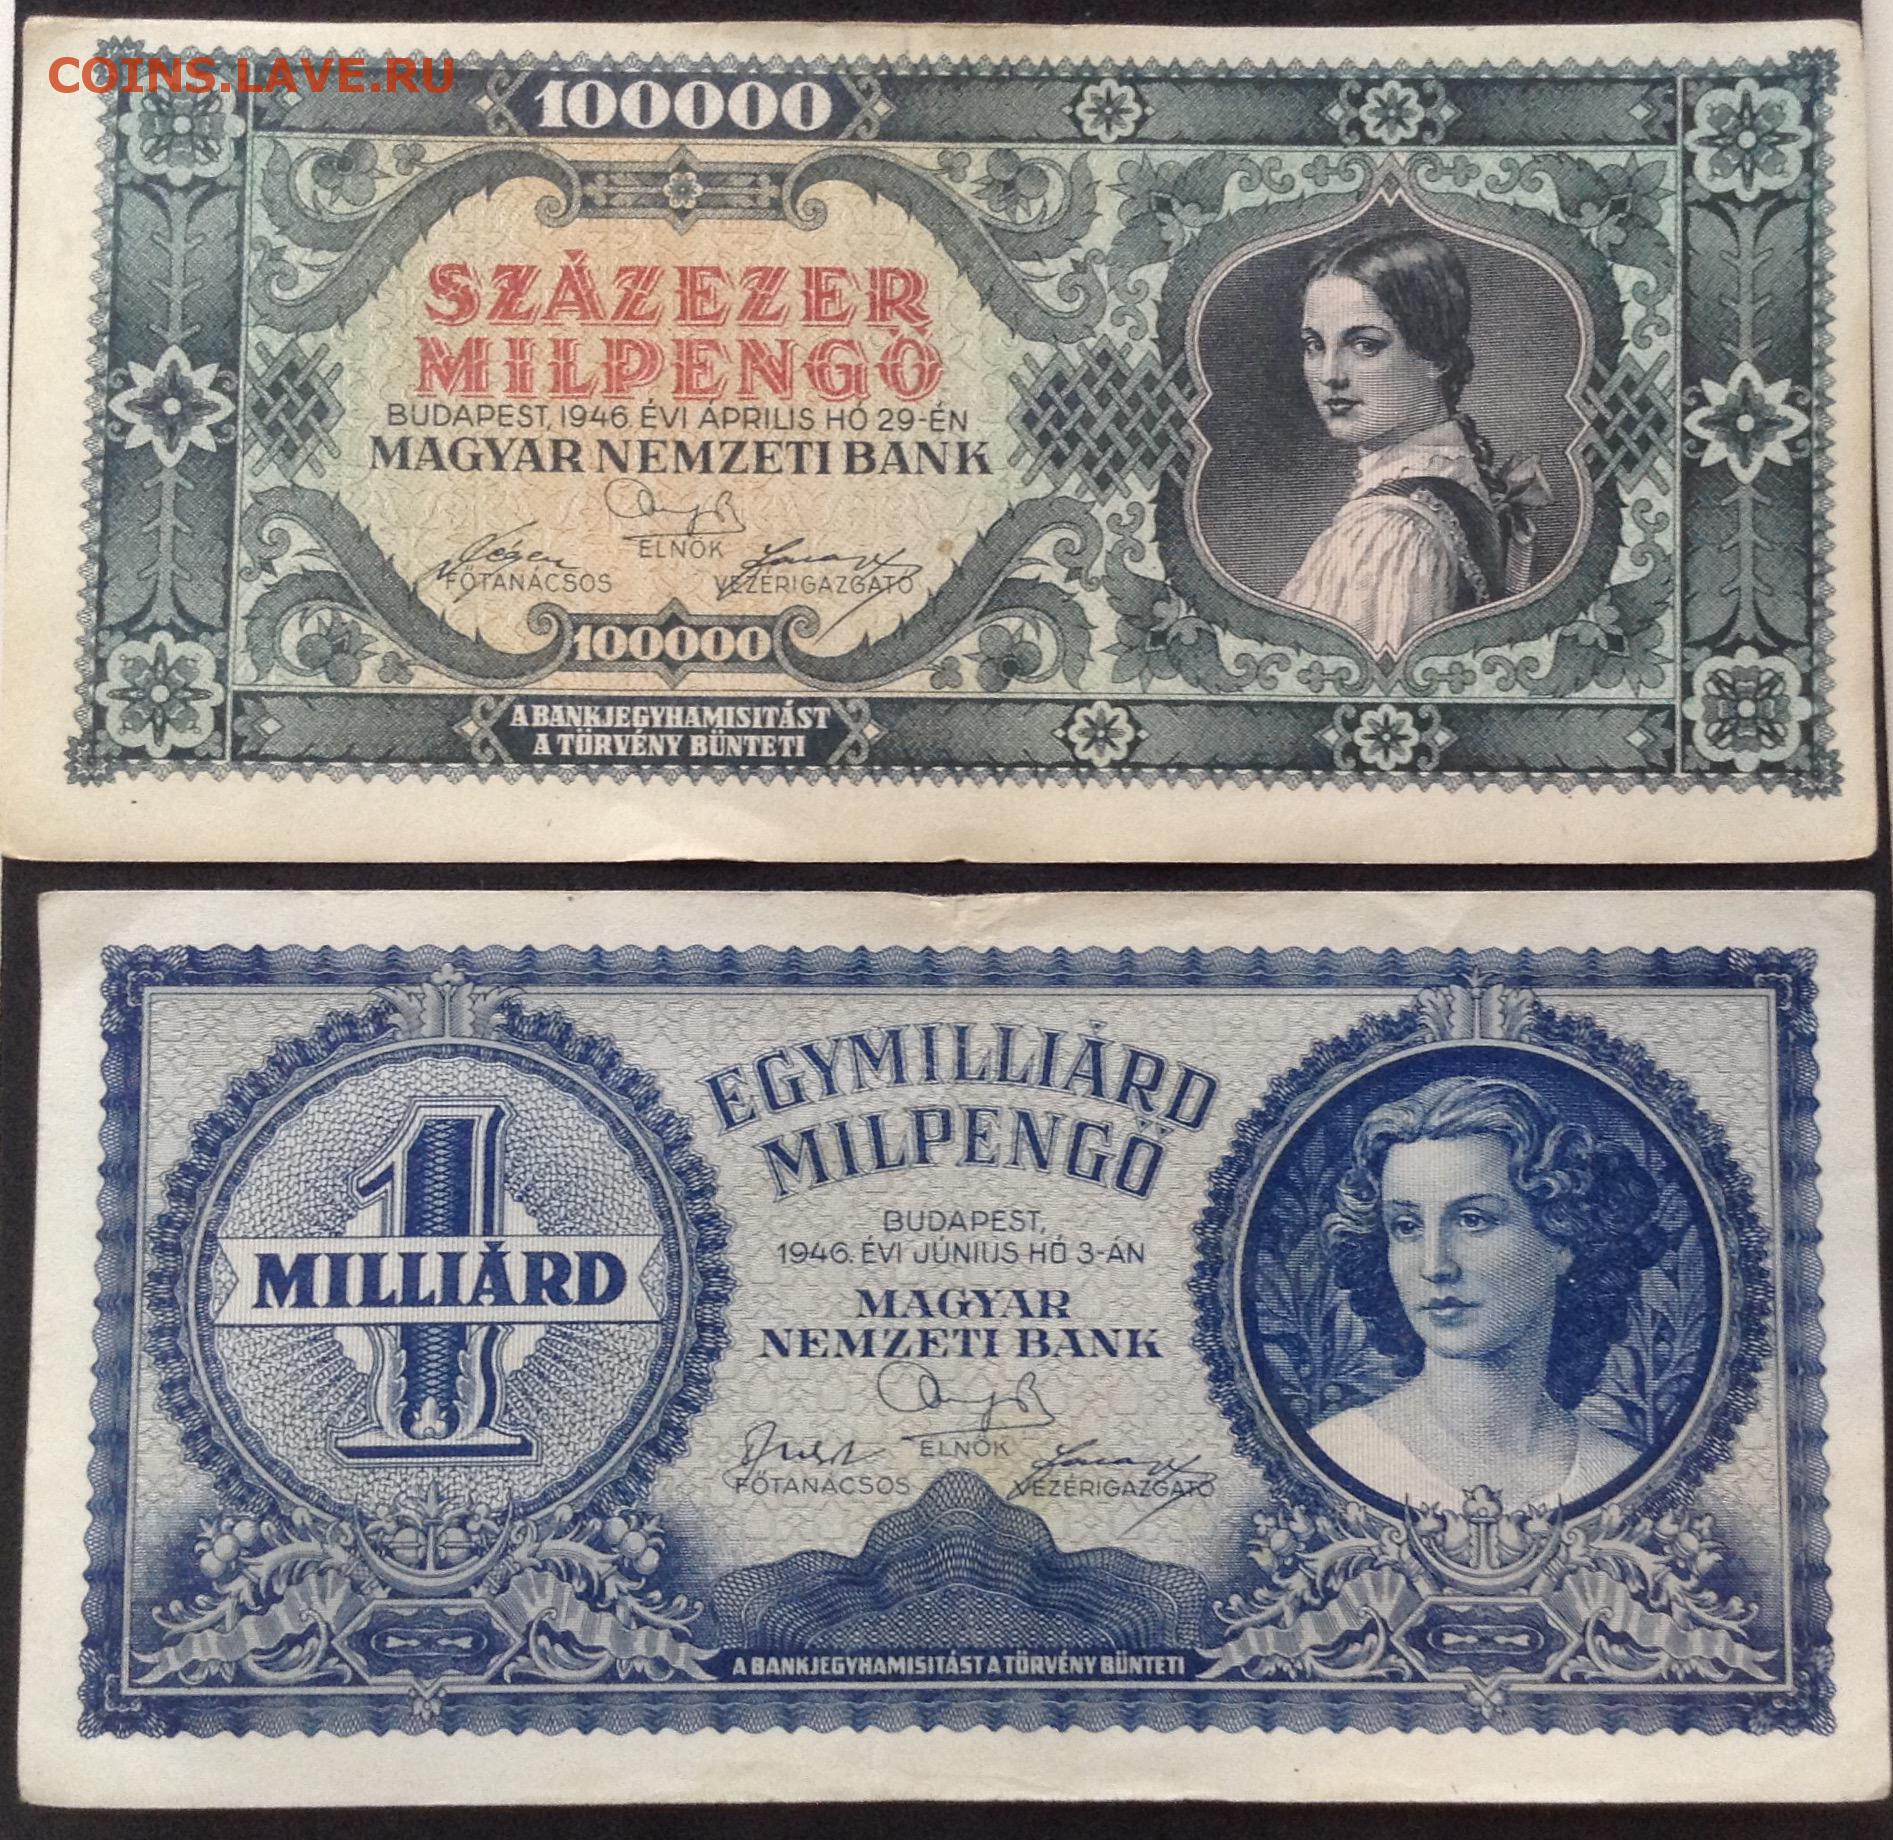 COINS.LAVE.RU
100000
SZÁZEZER
MILPENGŐ
BUDAPEST, 1946. ÉVI ÁPRILIS HÓ 29-ÉN
MAGYAR NEMZETI BANK
ELNÖK
FŐTANÁCSOS VEZÉRIGAZGATÓ
100000
A BANKJEGYHAMISITÁST
A TÖRVÉNY BÜNTETI
EGYMILLIÁRD
MILPENGŐ
1
MILLIÁRD
BUDAPEST,
1946. ÉVI JÚNIUS HÓ 3-ÁN
MAGYAR
NEMZETI BANK
ELNÖK
FŐTANÁCSOS VEZÉRIGAZGATÓ
A BANKJEGYHAMISITÁST A TÖRVÉNY BÜNTETI